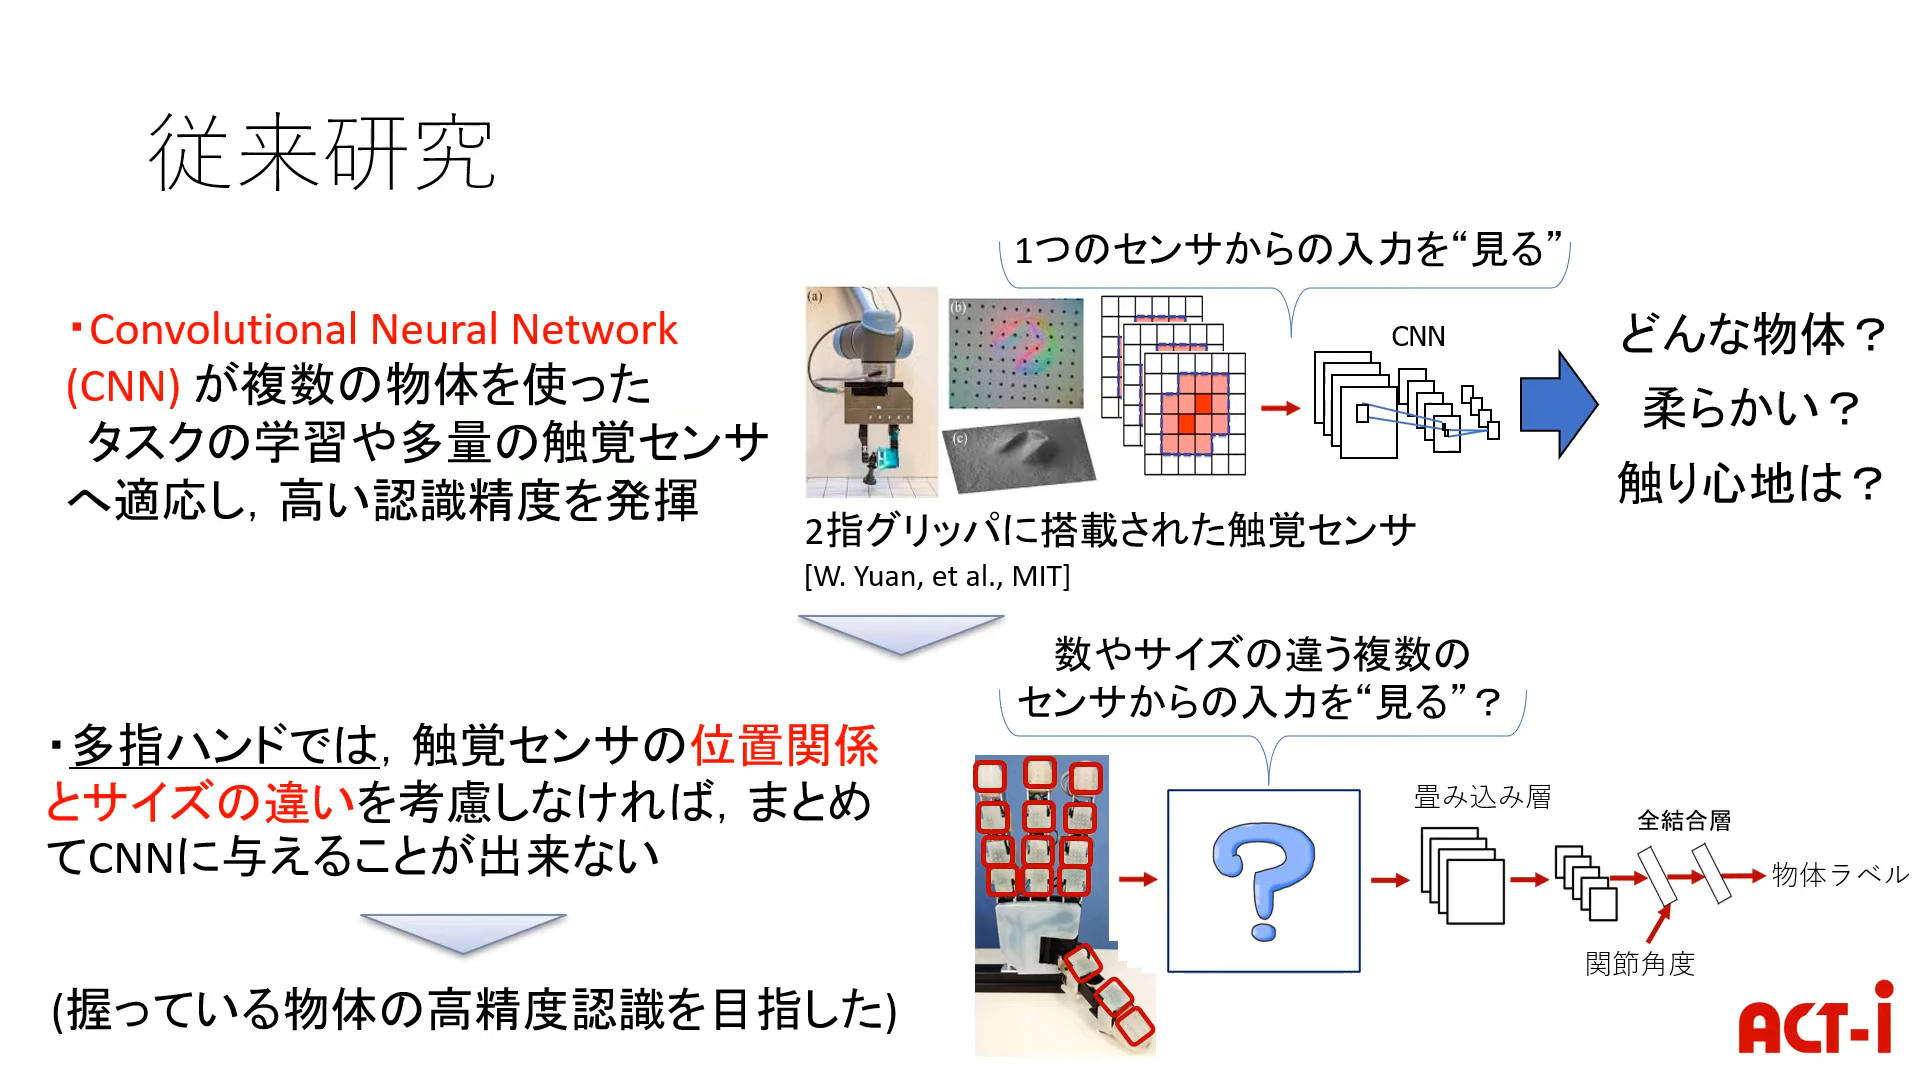 従来研究
・Convolutional Neural Network
(CNN) が複数の物体を使った
タスクの学習や多量の触覚センサ
へ適応し，高い認識精度を発揮
1つのセンサからの入力を“見る”
(a)
(b)
(c)
CNN
どんな物体？
柔らかい？
触り心地は？
2指グリッパに搭載された触覚センサ
[W. Yuan, et al., MIT]
・多指ハンドでは，触覚センサの位置関係
とサイズの違いを考慮しなければ，まとめ
てCNNに与えることが出来ない
(握っている物体の高精度認識を目指した)
数やサイズの違う複数の
センサからの入力を“見る”？
?
畳み込み層
全結合層
物体ラベル
関節角度
ACT-i